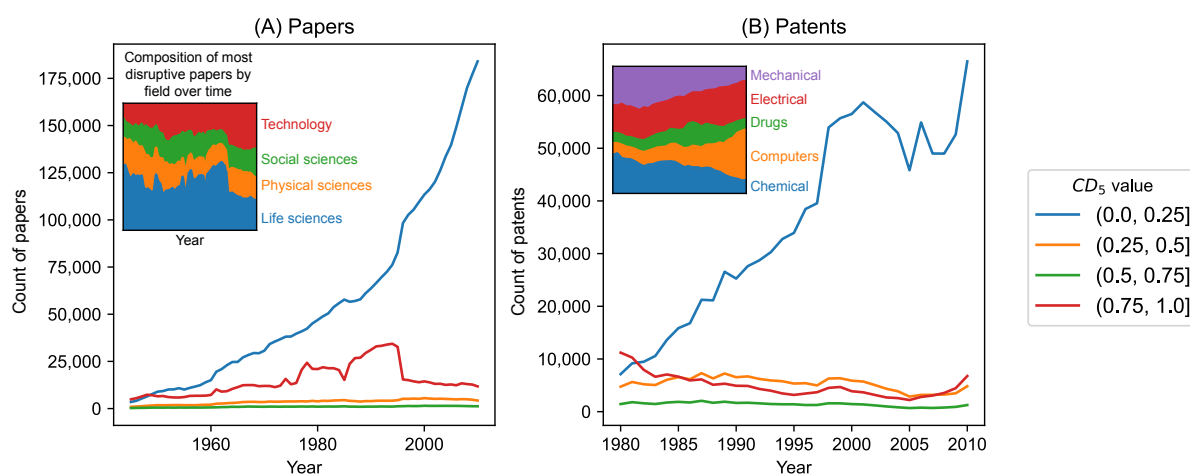 (A) Papers
Composition of most
disruptive papers by
field over time
Technology
Social sciences
Physical sciences
Life sciences
Year
Count of papers
175,000
150,000
125,000
100,000
75,000
50,000
25,000
0
1960
1980
2000
Year
(B) Patents
Mechanical
Electrical
Drugs
Computers
Chemical
Count of patents
60,000
50,000
40,000
30,000
20,000
10,000
0
1980
1985
1990
1995
2000
2005
2010
Year
CD₅ value
(0.0, 0.25]
(0.25, 0.5]
(0.5, 0.75]
(0.75, 1.0]